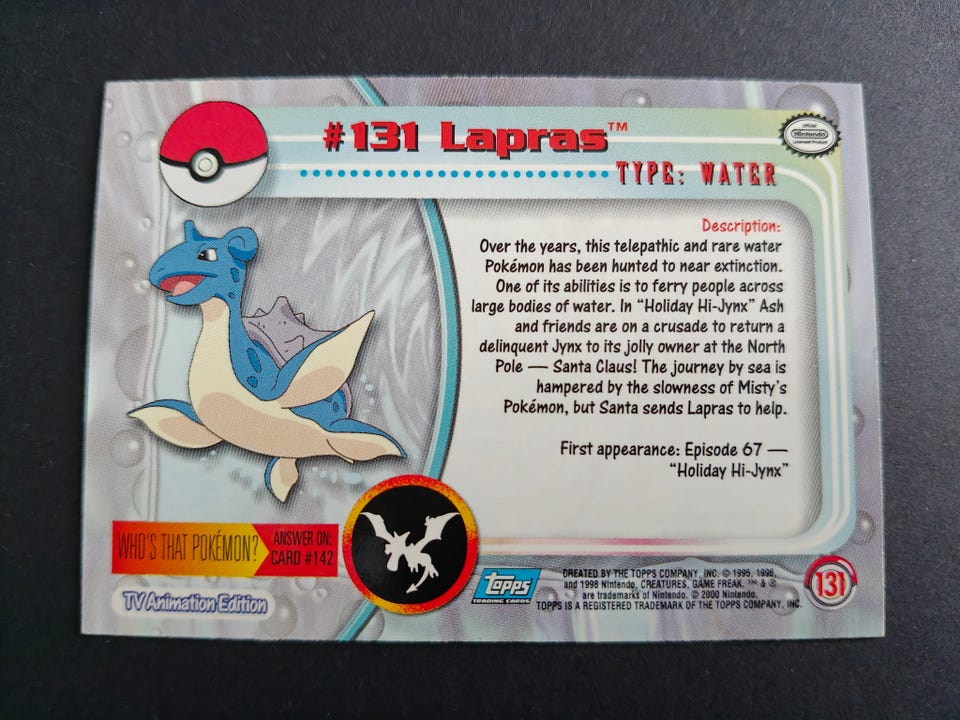 #131 Lapras™
Official
Nintendo
Licensed Product
TYPE: WATER
Description:
Over the years, this telepathic and rare water
Pokémon has been hunted to near extinction.
One of its abilities is to ferry people across
large bodies of water. In “Holiday Hi-Jynx” Ash
and friends are on a crusade to return a
delinquent Jynx to its jolly owner at the North
Pole — Santa Claus! The journey by sea is
hampered by the slowness of Misty’s
Pokémon, but Santa sends Lapras to help.
First appearance: Episode 67 —
“Holiday Hi-Jynx”
WHO'S THAT POKÉMON?
ANSWER ON:
CARD #142
TV Animation Edition
Topps
TRADING CARDS
CREATED BY THE TOPPS COMPANY, INC. © 1995, 1996,
and 1998 Nintendo, CREATURES, GAME FREAK. ™ & ®
are trademarks of Nintendo. © 2000 Nintendo.
TOPPS IS A REGISTERED TRADEMARK OF THE TOPPS COMPANY, INC.
131